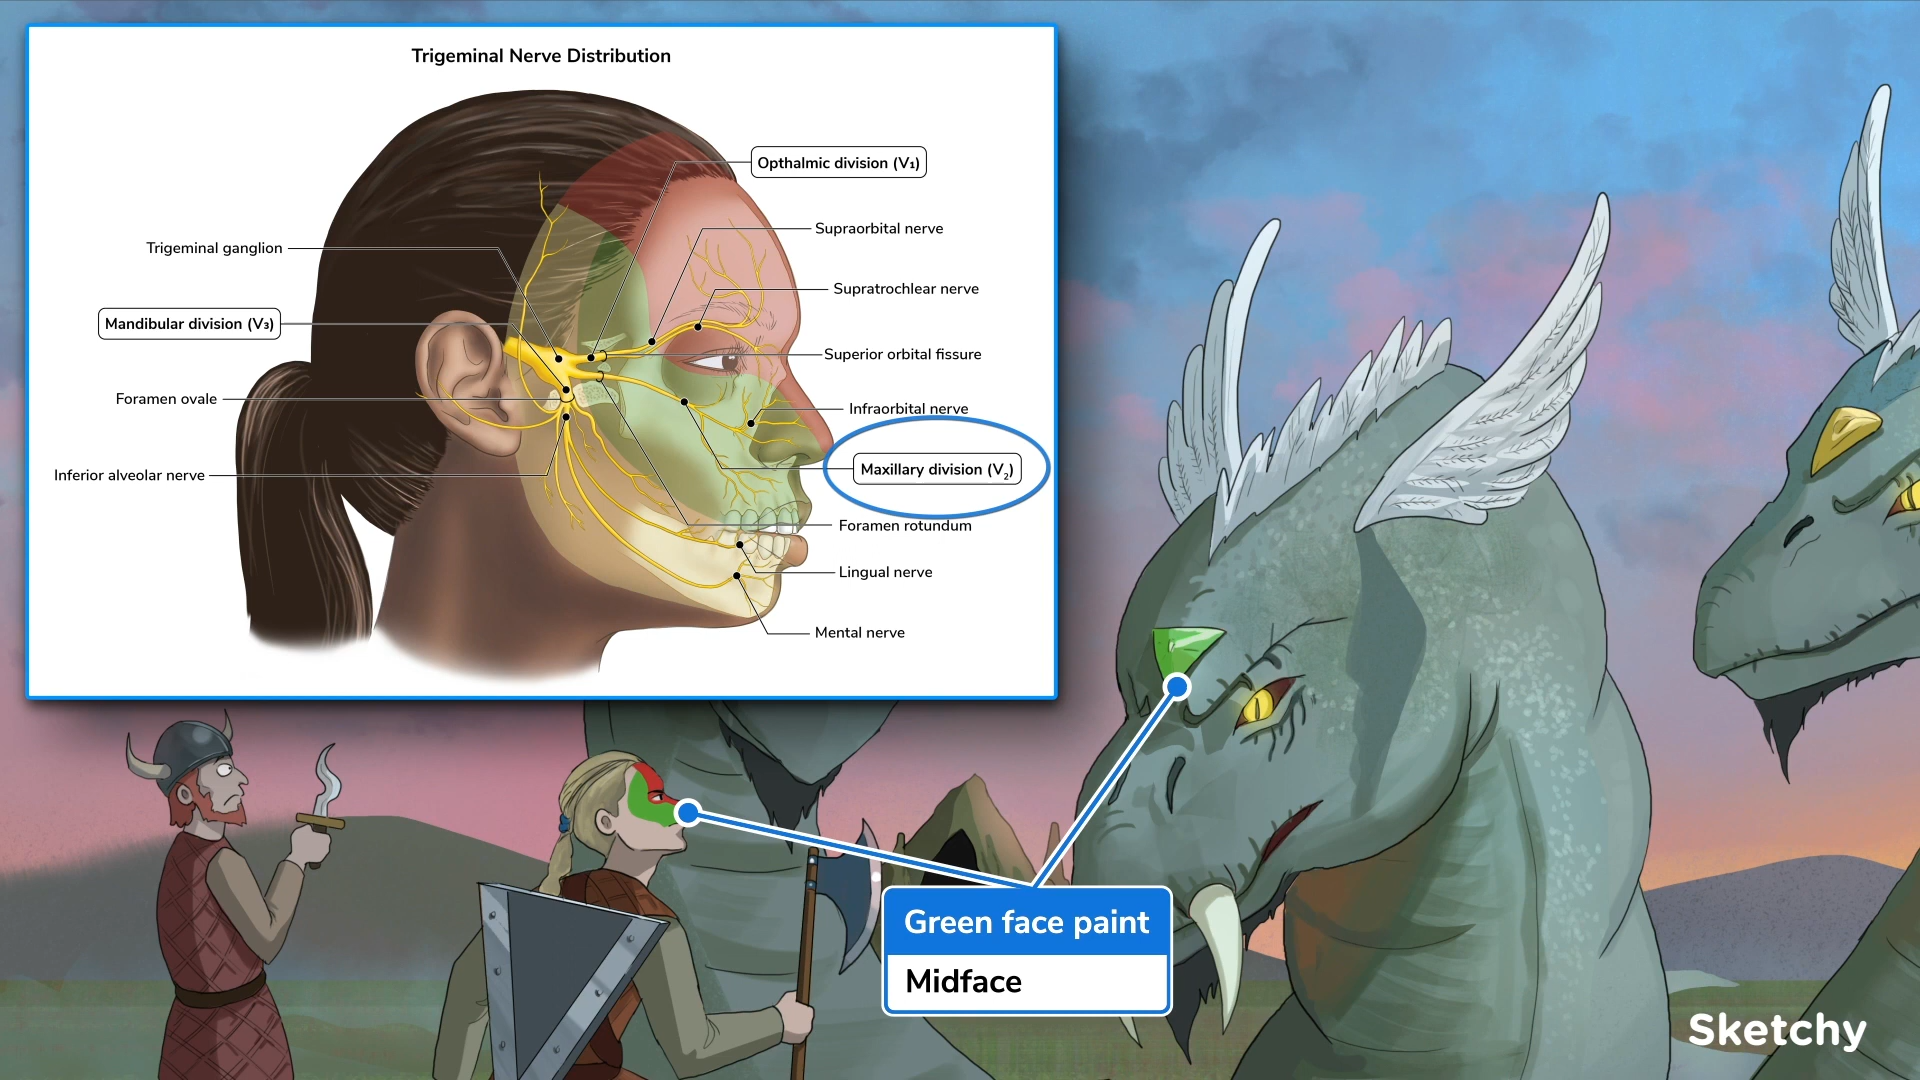 Trigeminal Nerve Distribution
Opthalmic division (V₁)
Supraorbital nerve
Trigeminal ganglion
Supratrochlear nerve
Mandibular division (V₃)
Superior orbital fissure
Foramen ovale
Infraorbital nerve
Maxillary division (V₂)
Inferior alveolar nerve
Foramen rotundum
Lingual nerve
Mental nerve
Green face paint
Midface
Sketchy